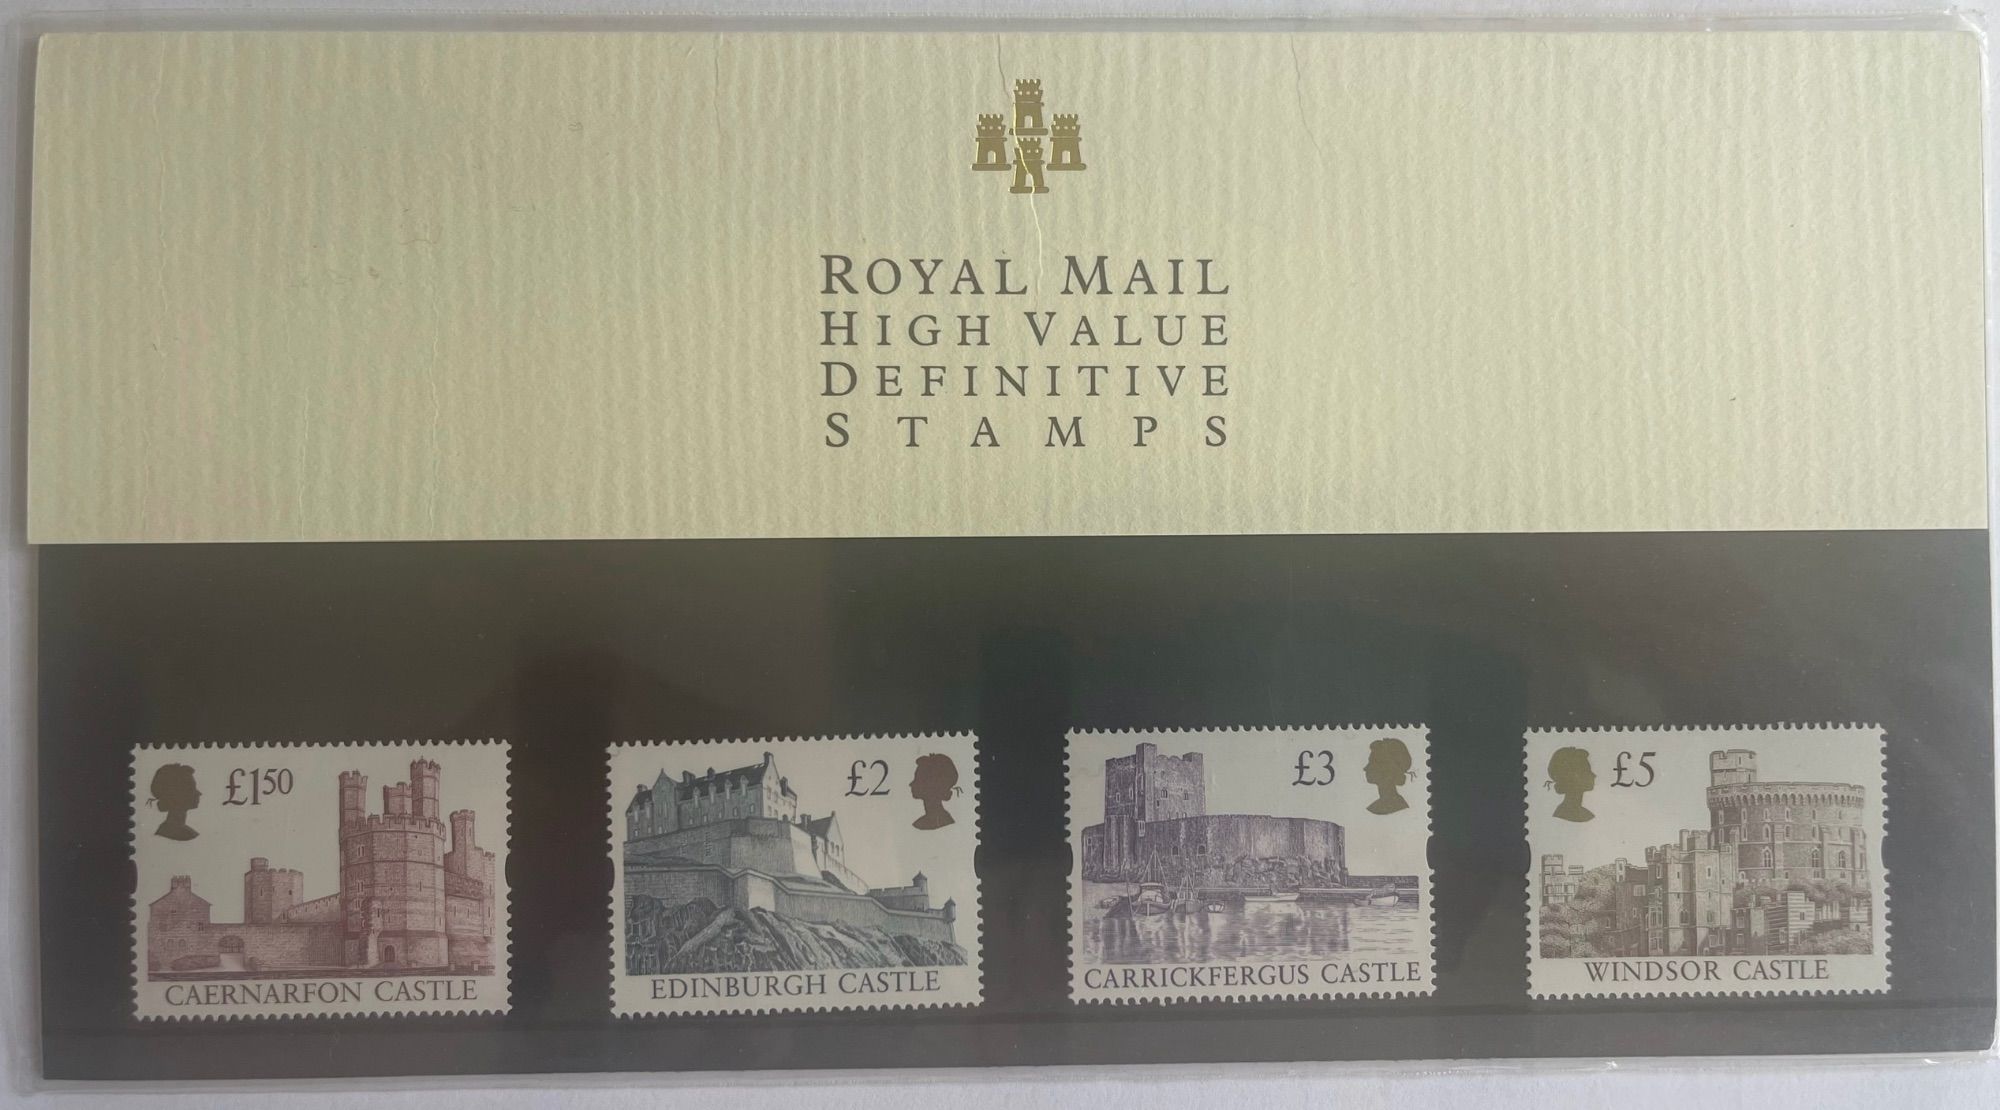 ROYAL MAIL
HIGH VALUE
DEFINITIVE
STAMPS
£1 50
CAERNARFON CASTLE
£2
EDINBURGH CASTLE
£3
CARRICKFERGUS CASTLE
£5
WINDSOR CASTLE